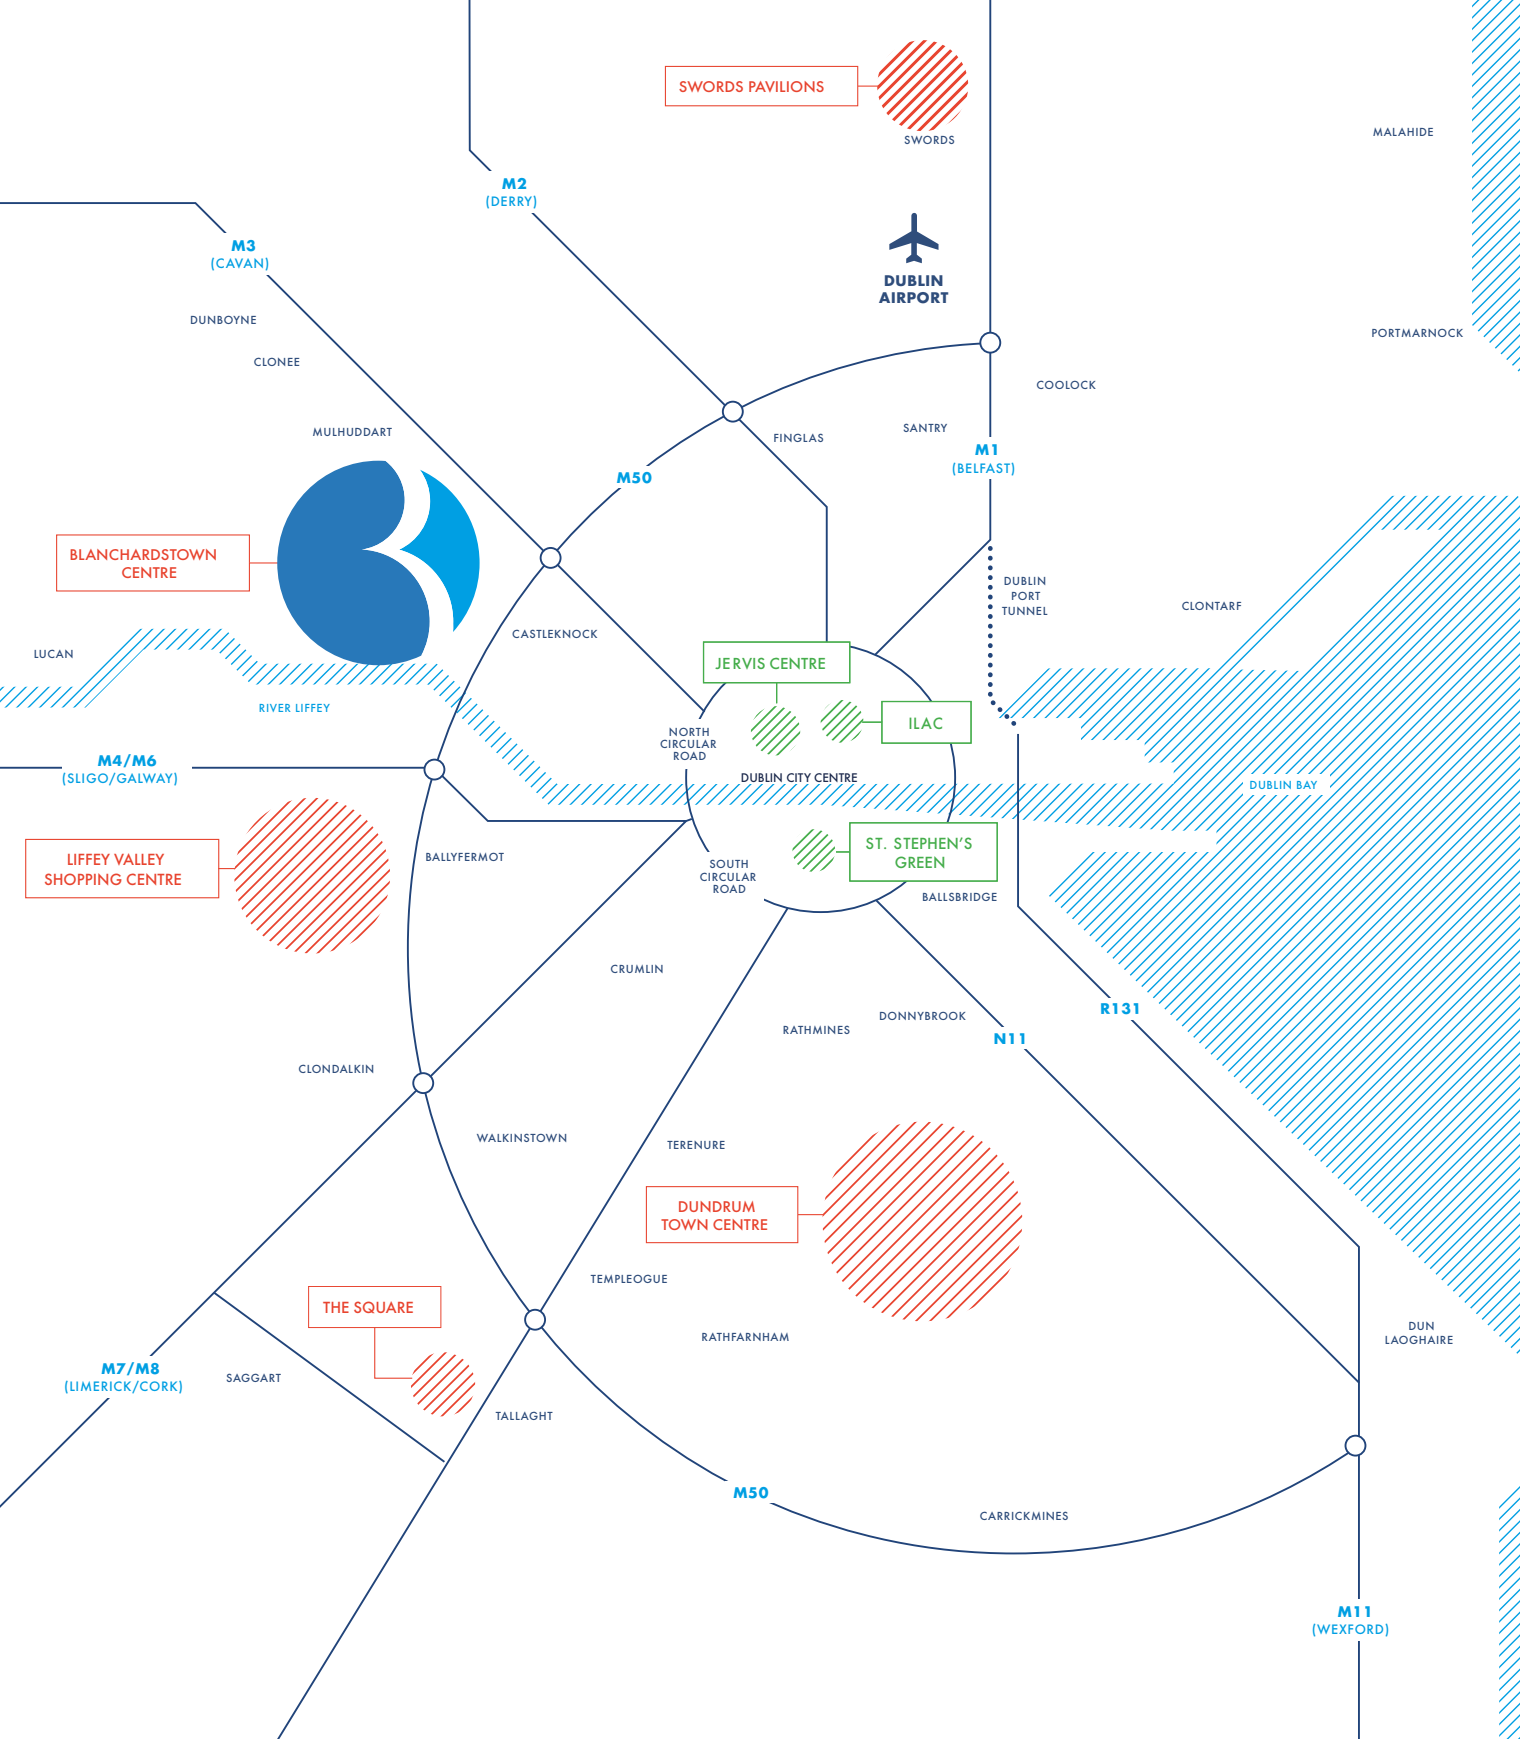 SWORDS PAVILIONS
SWORDS
MALAHIDE
M2
(DERRY)
M3
(CAVAN)
DUBLIN
AIRPORT
DUNBOYNE
PORTMARNOCK
CLONEE
COOLOCK
MULHUDDART
FINGLAS
SANTRY
M1
(BELFAST)
M50
BLANCHARDSTOWN
CENTRE
DUBLIN
PORT
TUNNEL
CLONTARF
CASTLEKNOCK
LUCAN
JERVIS CENTRE
RIVER LIFFEY
ILAC
NORTH
CIRCULAR
ROAD
M4/M6
(SLIGO/GALWAY)
DUBLIN CITY CENTRE
DUBLIN BAY
LIFFEY VALLEY
SHOPPING CENTRE
BALLYFERMOT
ST. STEPHEN'S
GREEN
SOUTH
CIRCULAR
ROAD
BALLSBRIDGE
CRUMLIN
R131
DONNYBROOK
RATHMINES
N11
CLONDALKIN
WALKINSTOWN
TERENURE
DUNDRUM
TOWN CENTRE
TEMPLEOGUE
THE SQUARE
RATHFARNHAM
DUN
LAOGHAIRE
M7/M8
(LIMERICK/CORK)
SAGGART
TALLAGHT
M50
CARRICKMINES
M11
(WEXFORD)